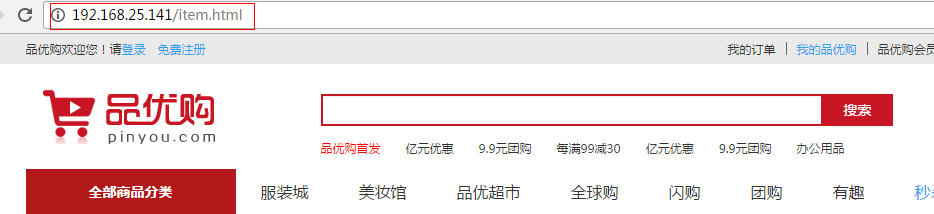 192.168.25.141/item.html
品优购欢迎您！请登录 免费注册 我的订单 我的品优购 品优购会员
品优购
pinyou.com
搜索
品优购首发 亿元优惠 9.9元团购 每满99减30 亿元优惠 9.9元团购 办公用品
全部商品分类 服装城 美妆馆 品优超市 全球购 闪购 团购 有趣 秒